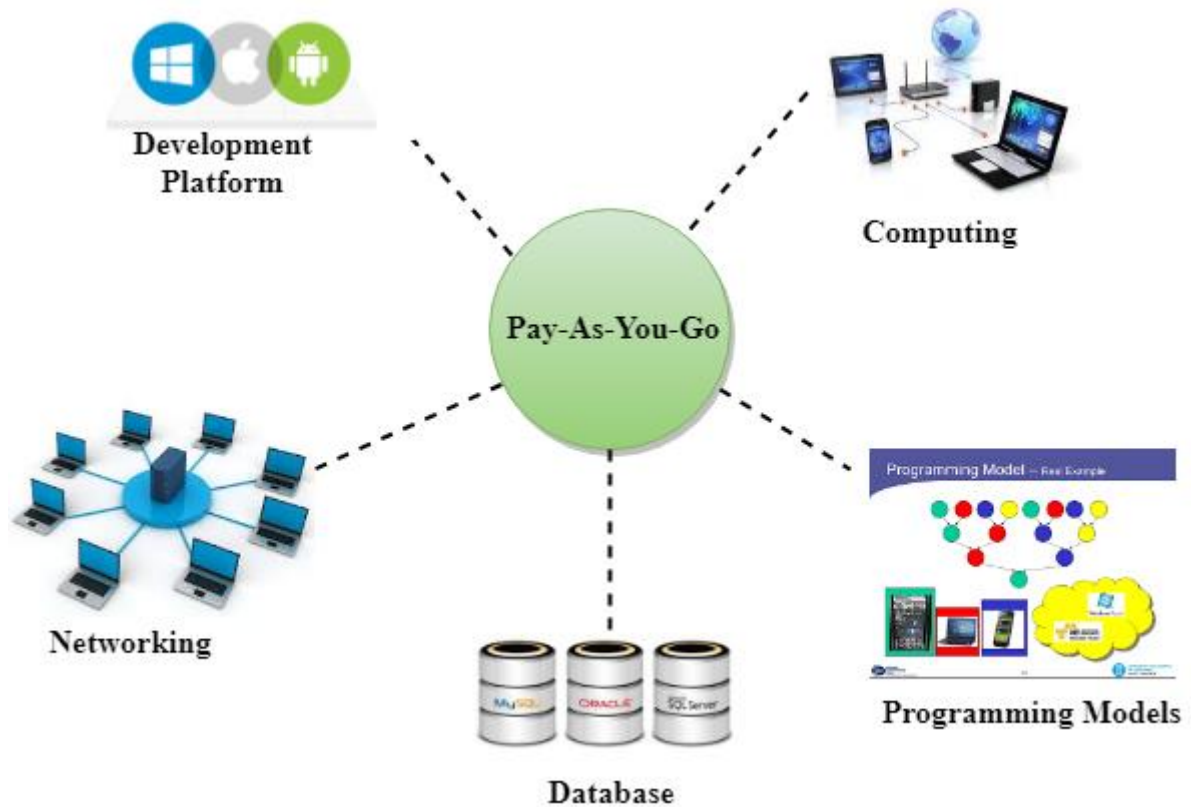 Development
Platform
Computing
Pay-As-You-Go
Programming Model — Real Example
Networking
MySQL
ORACLE
SQL Server
Programming Models
Database